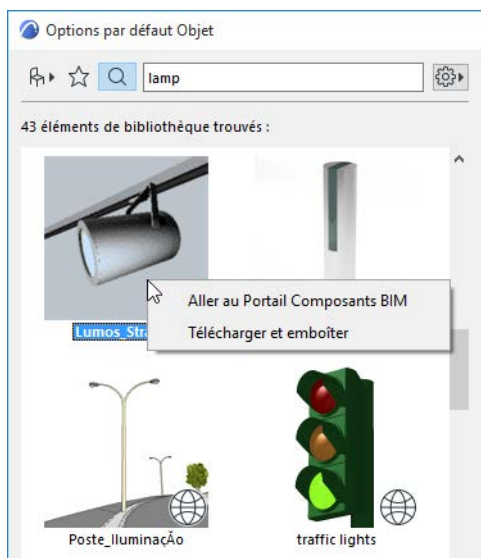 Options par défaut Objet
lamp
43 éléments de bibliothèque trouvés :
Aller au Portail Composants BIM
Télécharger et emboîter
Lumos_Stra
Poste_IluminaçÃo
traffic lights